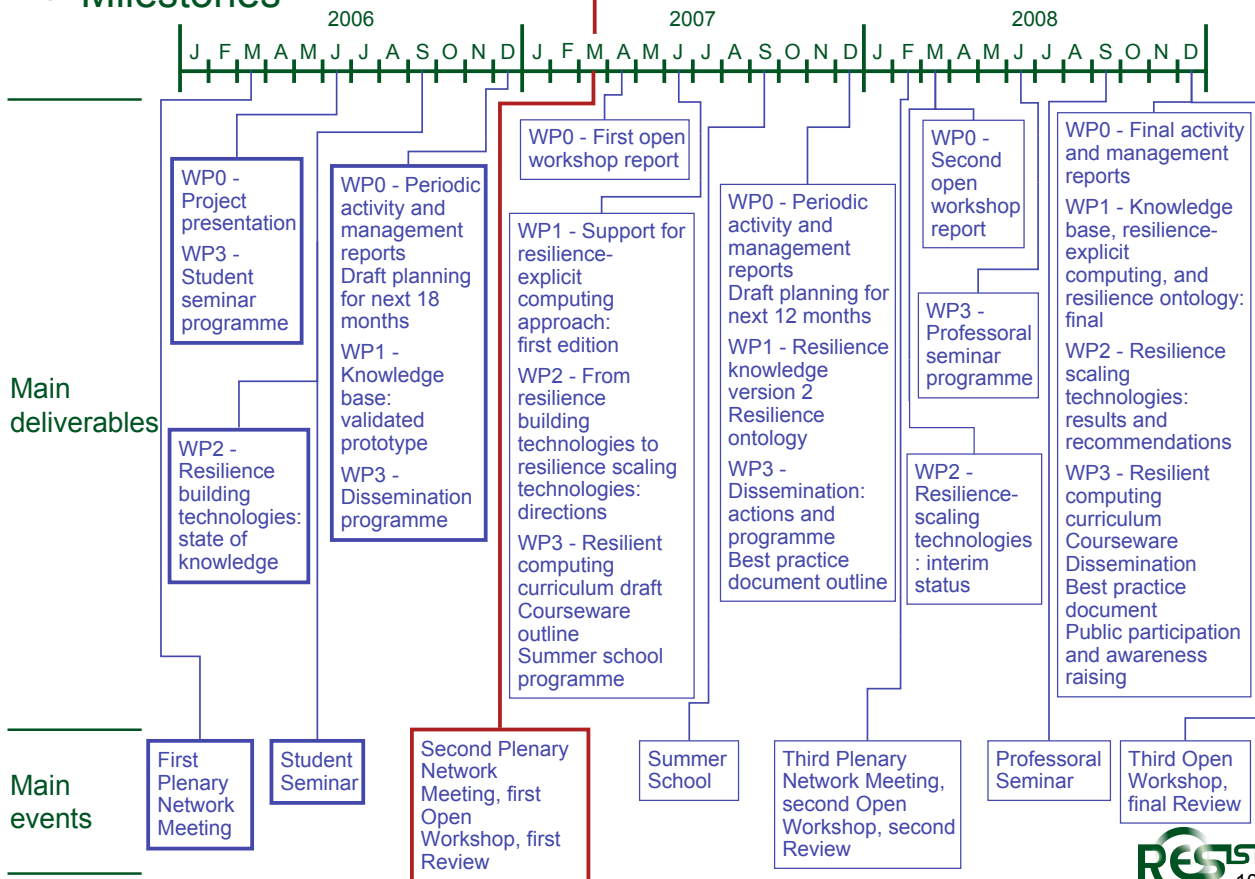 Milestones
2006
2007
2008
J F M A M J J A S O N D J F M A M J J A S O N D J F M A M J J A S O N D
Main
deliverables
WP0 -
Project
presentation
WP3 -
Student
seminar
programme
WP2 -
Resilience
building
technologies:
state of
knowledge
WP0 - Periodic
activity and
management
reports
Draft planning
for next 18
months
WP1 -
Knowledge
base:
validated
prototype
WP3 -
Dissemination
programme
WP0 - First open
workshop report
WP1 - Support for
resilience-
explicit
computing
approach:
first edition
WP2 - From
resilience
building
technologies to
resilience scaling
technologies:
directions
WP3 - Resilient
computing
curriculum draft
Courseware
outline
Summer school
programme
WP0 - Periodic
activity and
management
reports
Draft planning for
next 12 months
WP1 - Resilience
knowledge
version 2
Resilience
ontology
WP3 -
Dissemination:
actions and
programme
Best practice
document outline
WP0 -
Second
open
workshop
report
WP3 -
Professoral
seminar
programme
WP2 -
Resilience-
scaling
technologies
: interim
status
WP0 - Final activity
and management
reports
WP1 - Knowledge
base, resilience-
explicit
computing, and
resilience ontology:
final
WP2 - Resilience
scaling
technologies:
results and
recommendations
WP3 - Resilient
computing
curriculum
Courseware
Dissemination
Best practice
document
Public participation
and awareness
raising
Main
events
First
Plenary
Network
Meeting
Student
Seminar
Second Plenary
Network
Meeting, first
Open
Workshop, first
Review
Summer
School
Third Plenary
Network Meeting,
second Open
Workshop, second
Review
Professoral
Seminar
Third Open
Workshop,
final Review
RESIST